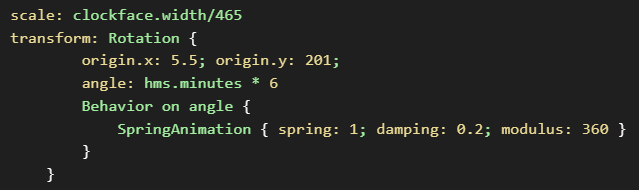 scale: clockface.width/465
transform: Rotation {
origin.x: 5.5; origin.y: 201;
angle: hms.minutes * 6
Behavior on angle {
SpringAnimation { spring: 1; damping: 0.2; modulus: 360 }
}
}